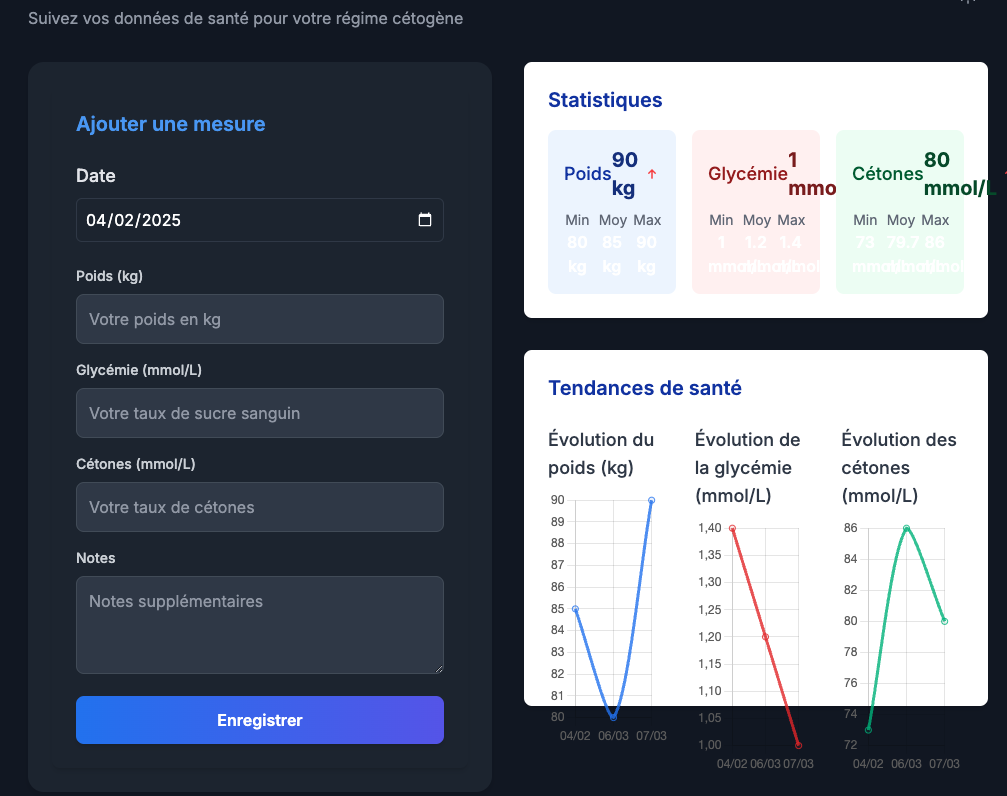 Suivez vos données de santé pour votre régime cétogène
Ajouter une mesure
Date
04/02/2025
Poids (kg)
Votre poids en kg
Glycémie (mmol/L)
Votre taux de sucre sanguin
Cétones (mmol/L)
Votre taux de cétones
Notes
Notes supplémentaires
Enregistrer
Statistiques
Poids
90
kg
Min Moy Max
80 85 90
kg kg kg
Glycémie
1
mmo
Min Moy Max
1 1.2 1.4
Cétones
80
mmol/L
Min Moy Max
73 79.7 86
Tendances de santé
Évolution du
poids (kg)
90
89
88
87
86
85
84
83
82
81
80
04/02 06/03 07/03
Évolution de
la glycémie
(mmol/L)
1,40
1,35
1,30
1,25
1,20
1,15
1,10
1,05
1,00
04/02 06/03 07/03
Évolution des
cétones
(mmol/L)
86
84
82
80
78
76
74
72
04/02 06/03 07/03